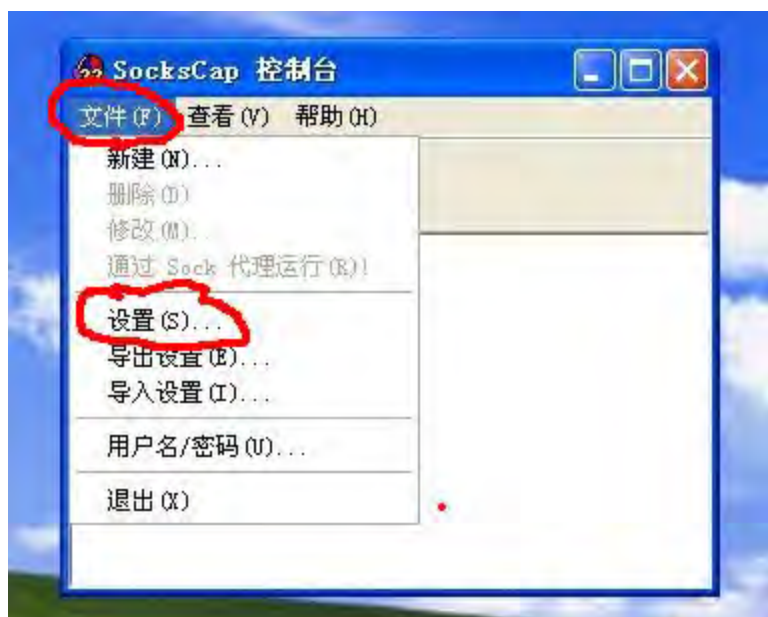 SocksCap 控制台
文件(F) 查看(V) 帮助(H)
新建(N)...
删除(D)
修改(M)...
通过 Sock 代理运行(R)!
设置(S)...
导出设置(E)...
导入设置(I)...
用户名/密码(U)...
退出(X)